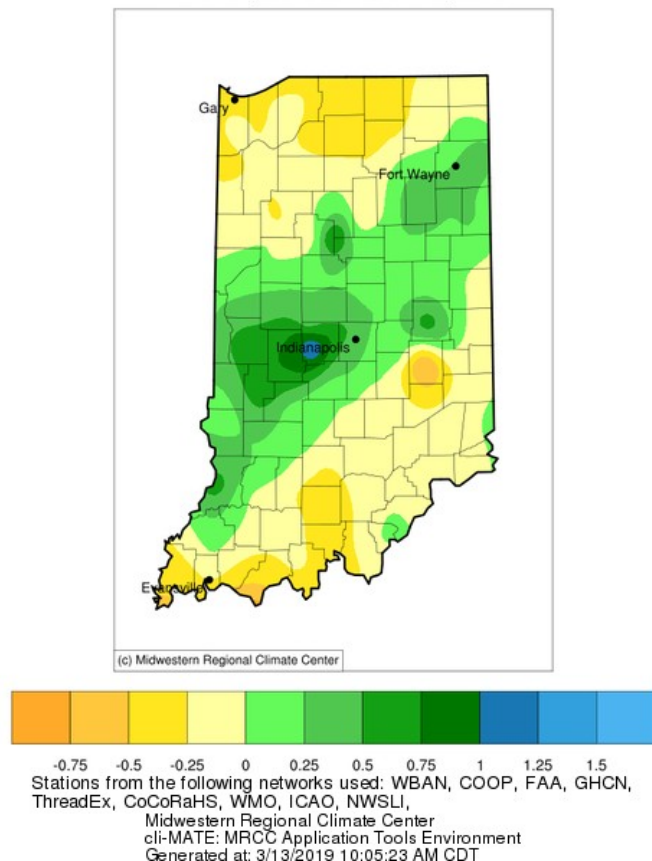 Gary
Fort Wayne
Indianapolis
Evansville
(c) Midwestern Regional Climate Center
-0.75 -0.5 -0.25 0 0.25 0.5 0.75 1 1.25 1.5
Stations from the following networks used: WBAN, COOP, FAA, GHCN,
ThreadEx, CoCoRaHS, WMO, ICAO, NWSLI,
Midwestern Regional Climate Center
cli-MATE: MRCC Application Tools Environment
Generated at: 3/13/2019 10:05:23 AM CDT